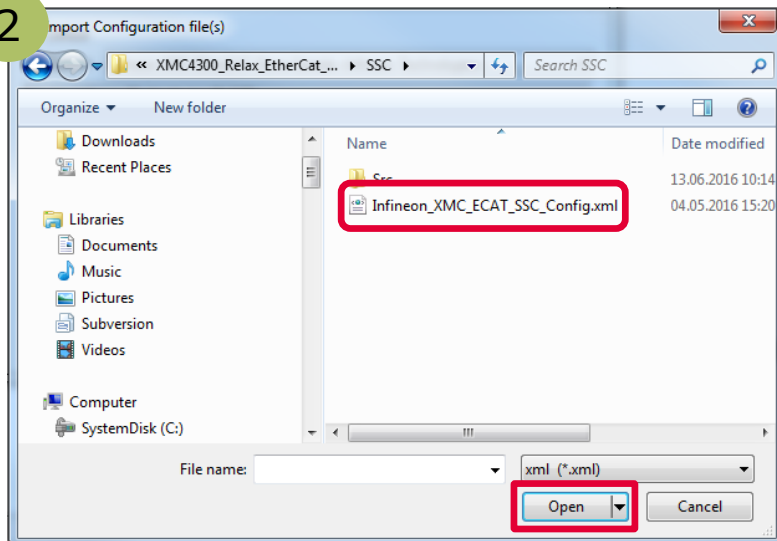 2
mport Configuration file(s)
« XMC4300_Relax_EtherCat_... SSC
Search SSC
Organize New folder
Downloads
Recent Places
Libraries
Documents
Music
Pictures
Subversion
Videos
Computer
SystemDisk (C:)
Name Date modified
Src 13.06.2016 10:14
Infineon_XMC_ECAT_SSC_Config.xml 04.05.2016 15:20
File name: xml (*.xml)
Open Cancel